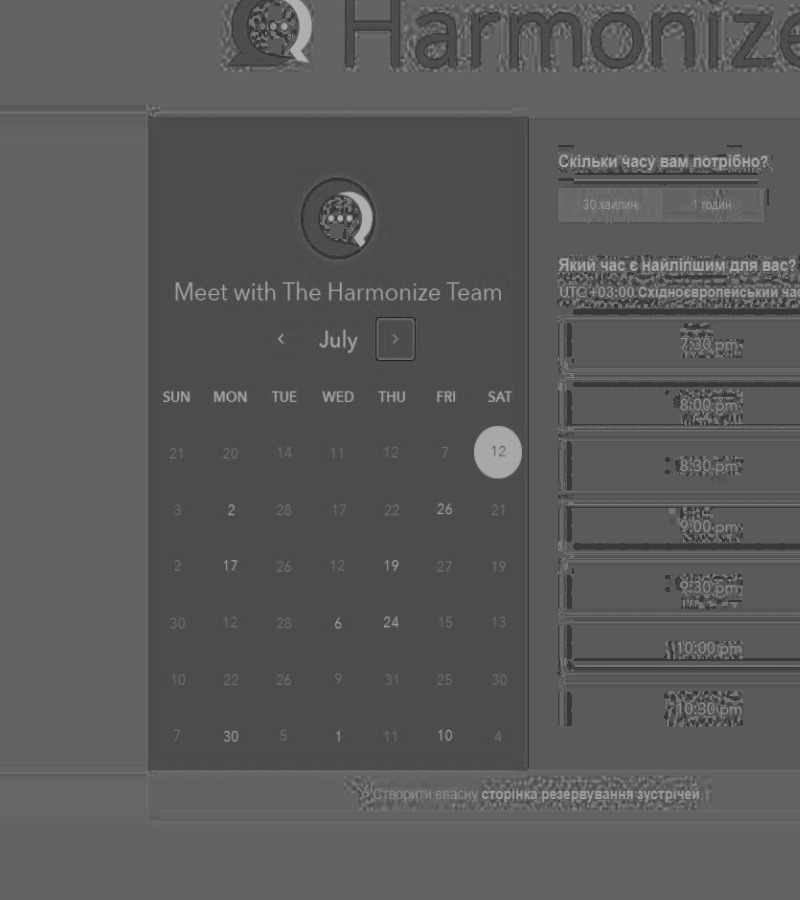 Harmonize
Meet with The Harmonize Team
July
SUN MON TUE WED THU FRI SAT
21 20 14 11 12 7 12
3 2 28 17 22 26 21
2 17 26 12 19 27 19
30 12 28 6 24 15 13
10 22 26 9 31 25 30
7 30 5 1 11 10 4
Скільки часу вам потрібно?
30 хвилин 1 годин
Який час є найліпшим для вас?
UTC +03:00 Східноєвропейський час
7:30 pm
8:00 pm
8:30 pm
9:00 pm
9:30 pm
10:00 pm
10:30 pm
Створити власну сторінка резервування зустрічей